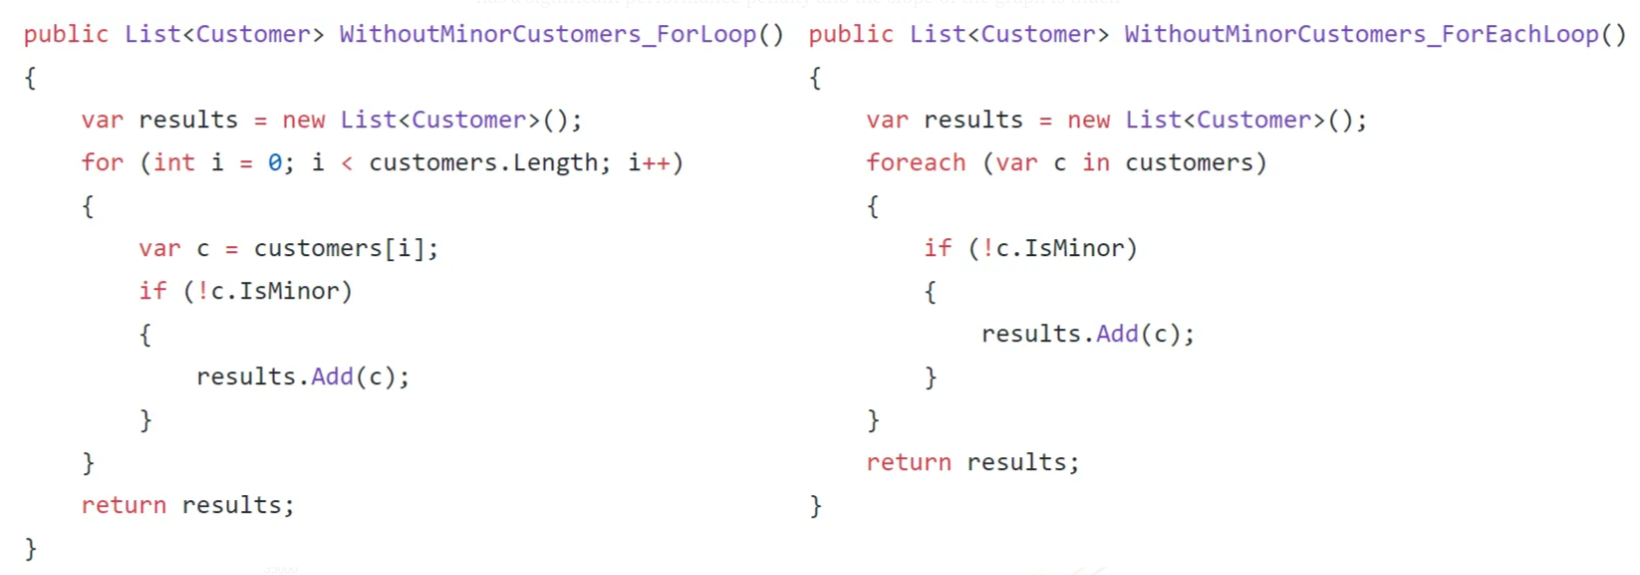 public List<Customer> WithoutMinorCustomers_ForLoop()
{
    var results = new List<Customer>();
    for (int i = 0; i < customers.Length; i++)
    {
        var c = customers[i];
        if (!c.IsMinor)
        {
            results.Add(c);
        }
    }
    return results;
}
public List<Customer> WithoutMinorCustomers_ForEachLoop()
{
    var results = new List<Customer>();
    foreach (var c in customers)
    {
        if (!c.IsMinor)
        {
            results.Add(c);
        }
    }
    return results;
}